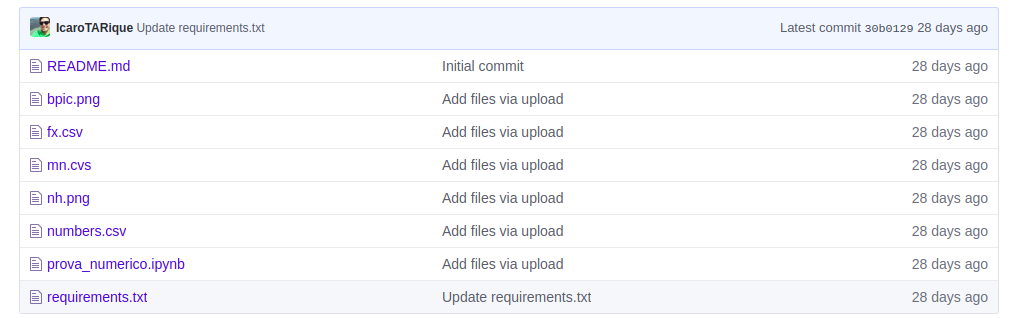 IcaroTARique Update requirements.txt Latest commit 30b0129 28 days ago
README.md Initial commit 28 days ago
bpic.png Add files via upload 28 days ago
fx.csv Add files via upload 28 days ago
mn.cvs Add files via upload 28 days ago
nh.png Add files via upload 28 days ago
numbers.csv Add files via upload 28 days ago
prova_numerico.ipynb Add files via upload 28 days ago
requirements.txt Update requirements.txt 28 days ago